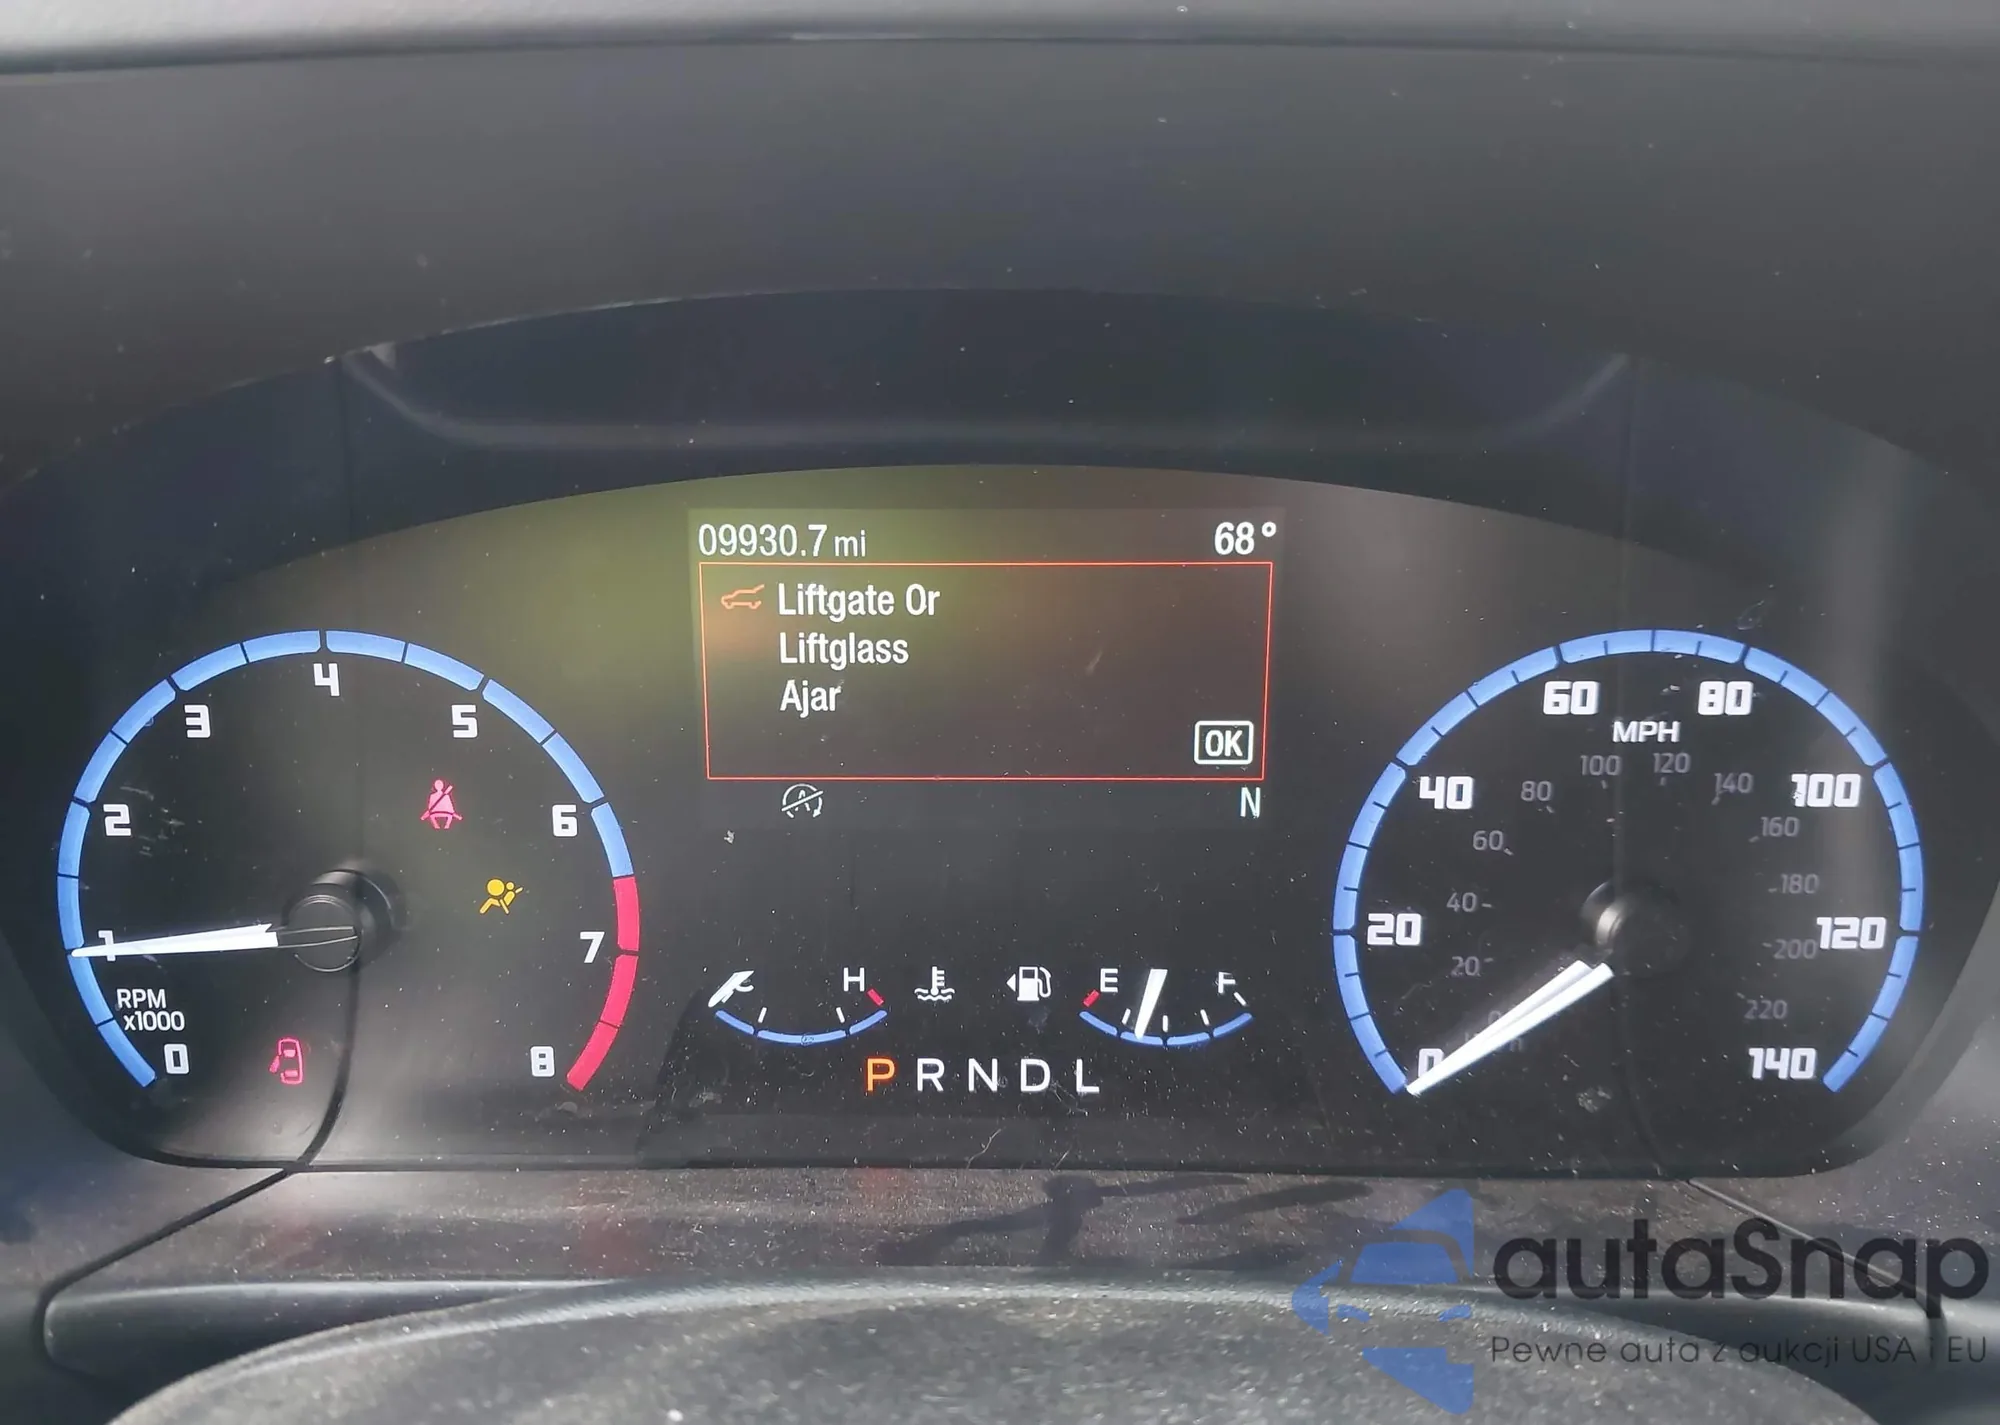 09930.7 mi 68°
Liftgate Or
Liftglass
Ajar
OK
N
0 1 2 3 4 5 6 7 8
RPM
x1000
H
E F
P R N D L
0 20 40 60 80 100 120 140
MPH
20 40 60 80 100 120 140 160 180 200 220
autaSnap
Pewne auta z aukcji USA i EU